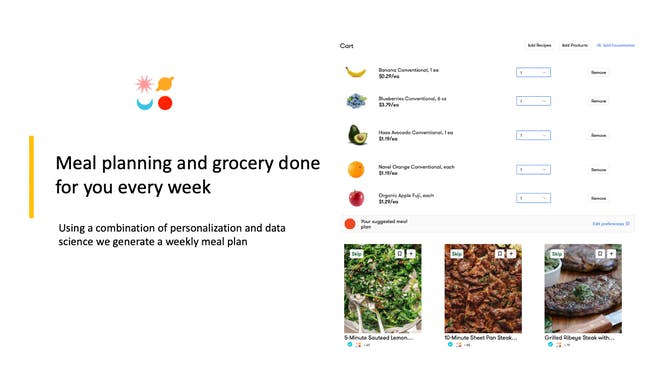 Meal planning and grocery done
for you every week
Using a combination of personalization and data
science we generate a weekly meal plan
Cart
Add Recipes
Add Products
Add Housemates
Banana Conventional, 1 ea
$0.29/ea
1
Remove
Blueberries Conventional, 6 oz
$3.79/ea
1
Remove
Hass Avocado Conventional, 1 ea
$1.19/ea
1
Remove
Navel Orange Conventional, each
$1.19/ea
1
Remove
Organic Apple Fuji, each
$1.29/ea
1
Remove
Your suggested meal
plan
Edit preferences
Skip
Skip
Skip
5-Minute Sauteed Lemon...
10-Minute Sheet Pan Steak...
Grilled Ribeye Steak with...